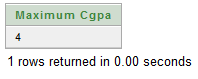 Maximum Cgpa
4
1 rows returned in 0.00 seconds